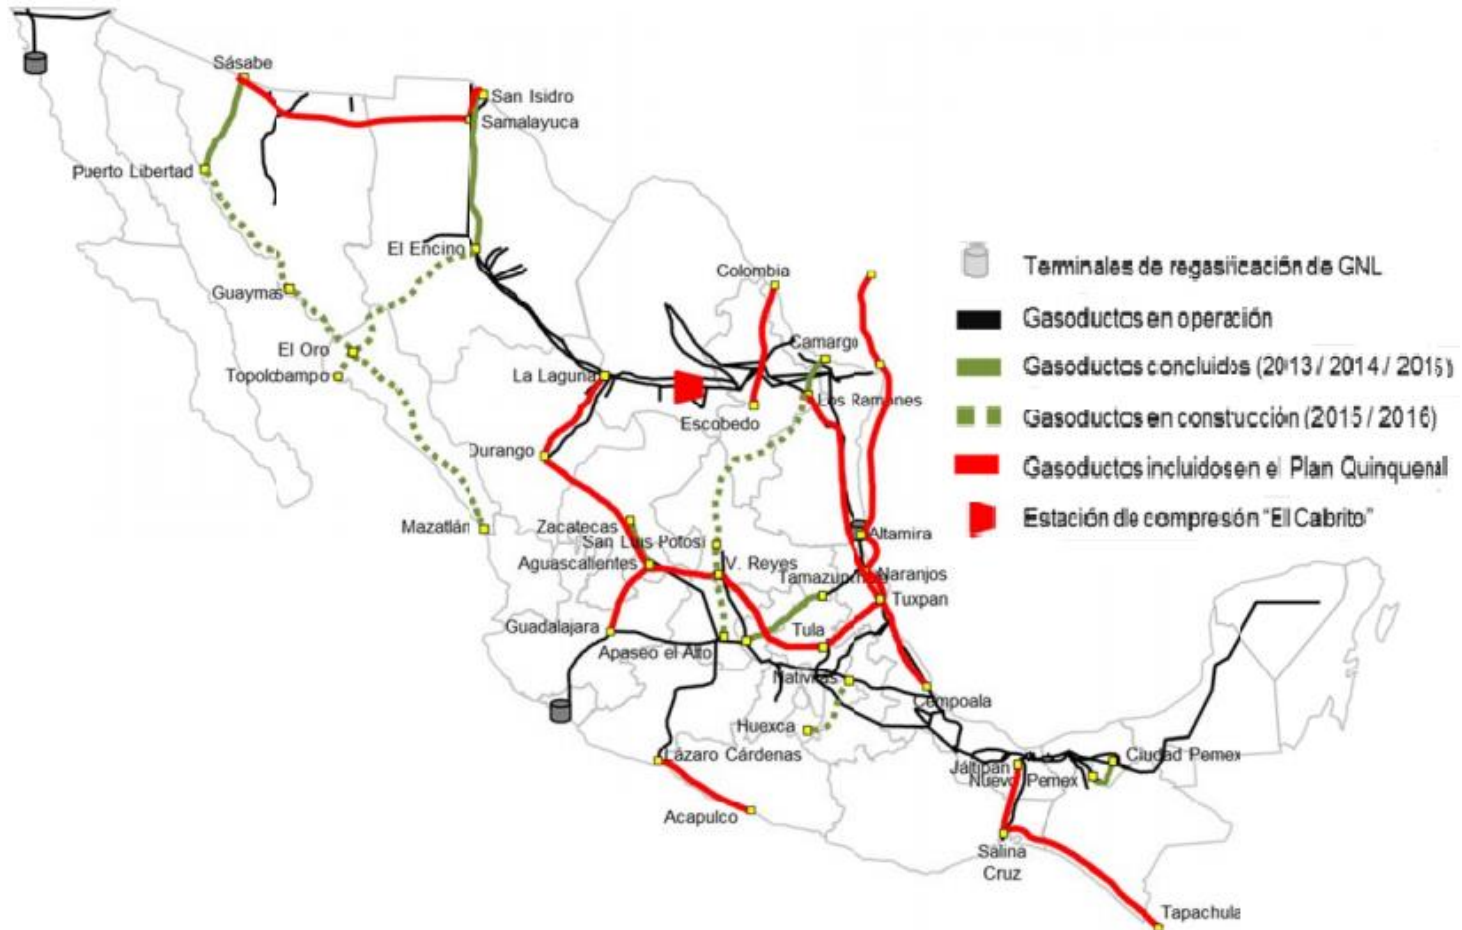 Sásabe
San Isidro
Samalayuca
Puerto Libertad
El Encino
Colombia
Terminales de regasificación de GNL
Guaymas
Gasoductos en operación
El Oro
Camargo
Topolobampo
La Laguna
Gasoductos concluidos (2013 / 2014 / 2015)
Los Ramones
Escobedo
Gasoductos en construcción (2015 / 2016)
Durango
Gasoductos incluidos en el Plan Quinquenal
Mazatlán
Zacatecas
Estación de compresión “El Cabrito”
Altamira
San Luis Potosí
Aguascalientes
V. Reyes
Naranjos
Tuxpan
Guadalajara
Tula
Apaseo el Alto
Nativitas
Cempoala
Huexca
Lázaro Cárdenas
Ciudad Pemex
Jáltipan
Nuevo Pemex
Acapulco
Salina
Cruz
Tapachula